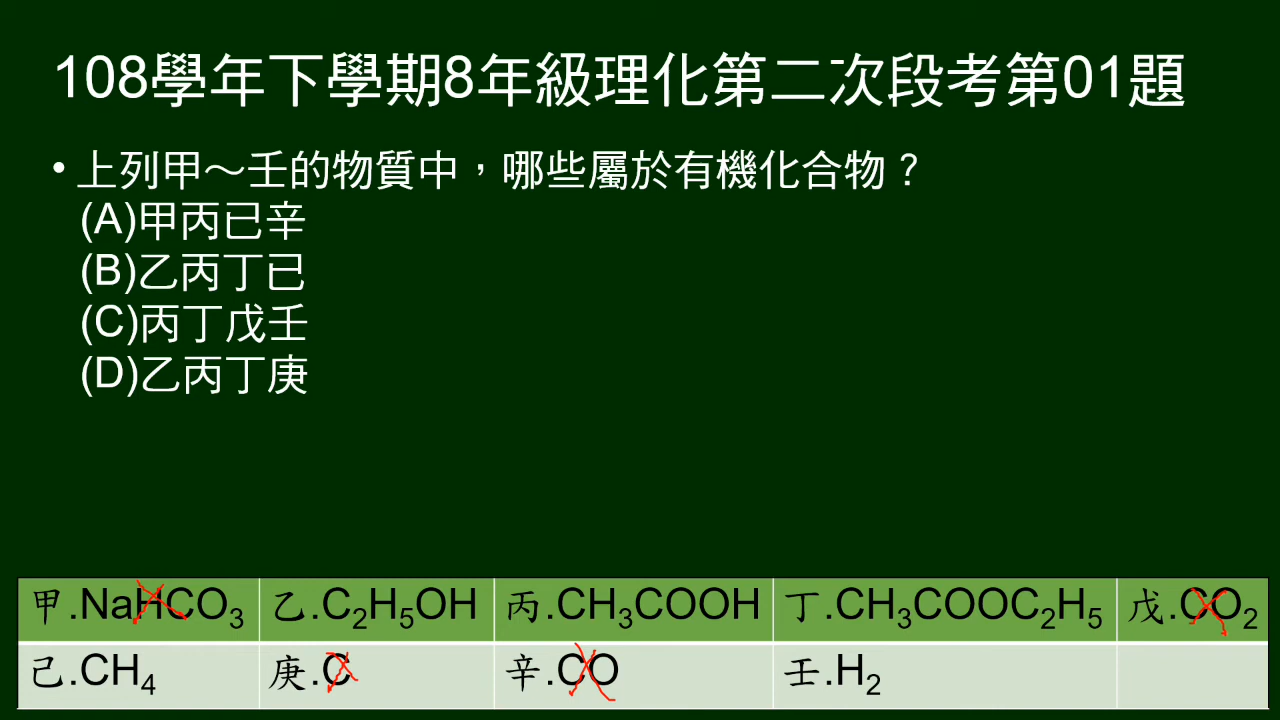 108學年下學期8年級理化第二次段考第01題
• 上列甲～壬的物質中，哪些屬於有機化合物？
(A)甲丙已辛
(B)乙丙丁已
(C)丙丁戊壬
(D)乙丙丁庚
甲.NaHCO₃ 乙.C₂H₅OH 丙.CH₃COOH 丁.CH₃COOC₂H₅ 戊.CO₂
己.CH₄ 庚.C 辛.CO 壬.H₂